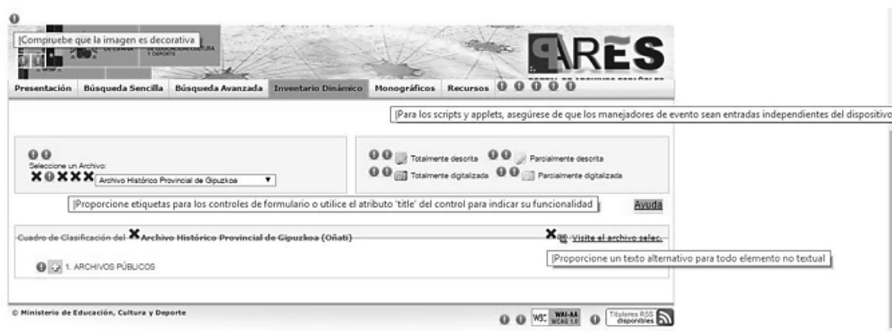 |Compruebe que la imagen es decorativa
DE EDUCACIÓN, CULTURA
Y DEPORTE
PARES
Presentación Búsqueda Sencilla Búsqueda Avanzada Inventario Dinámico Monográficos Recursos
|Para los scripts y applets, asegúrese de que los manejadores de evento sean entradas independientes del dispositivo
Seleccione un Archivo:
Archivo Histórico Provincial de Gipuzkoa
Totalmente descrita Parcialmente descrita
Totalmente digitalizada Parcialmente digitalizada
|Proporcione etiquetas para los controles de formulario o utilice el atributo 'title' del control para indicar su funcionalidad
Ayuda
Cuadro de Clasificación del Archivo Histórico Provincial de Gipuzkoa (Oñati) Visite el archivo selec.
|Proporcione un texto alternativo para todo elemento no textual
1. ARCHIVOS PÚBLICOS
© Ministerio de Educación, Cultura y Deporte
W3C WAI-AA WCAG 1.0
Titulares RSS disponibles